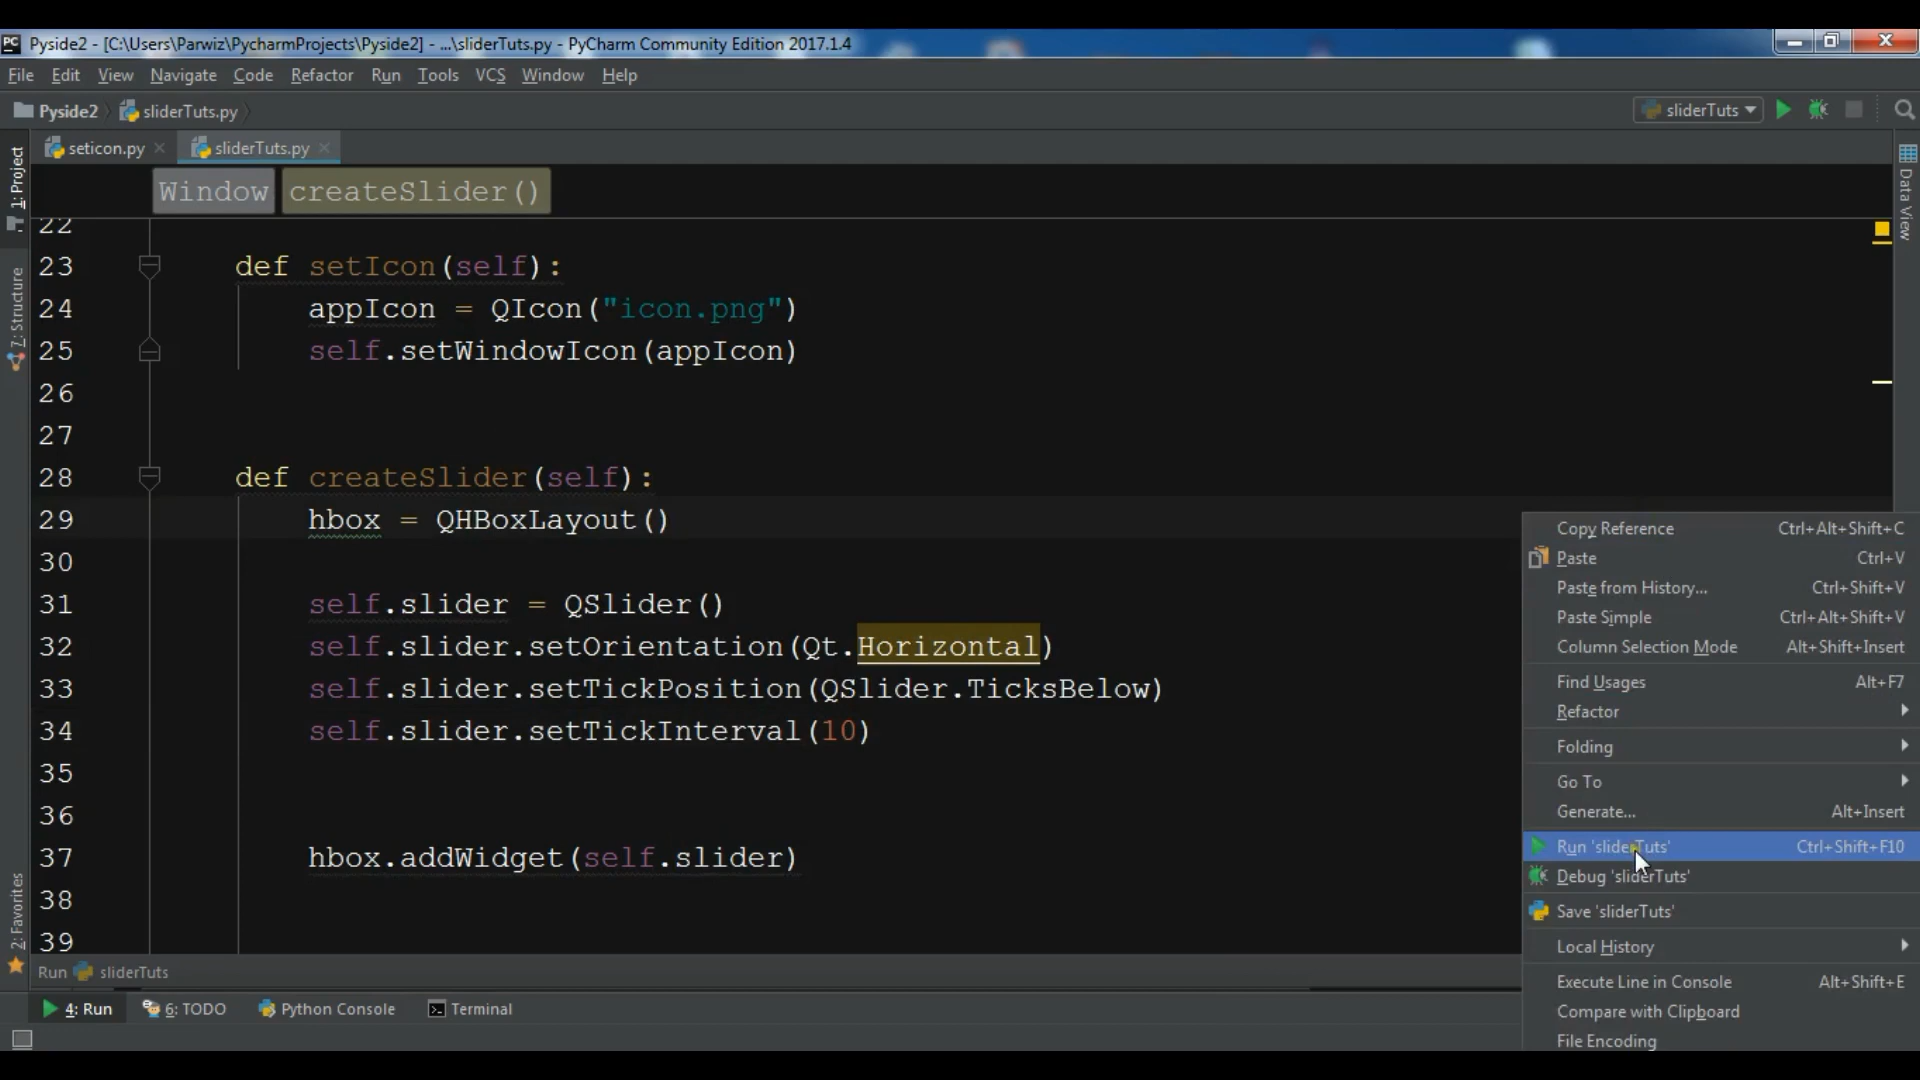 Pyside2 - [C:\Users\Parwiz\PycharmProjects\Pyside2] - ...\sliderTuts.py - PyCharm Community Edition 2017.1.4
File Edit View Navigate Code Refactor Run Tools VCS Window Help
Pyside2 sliderTuts.py sliderTuts
seticon.py sliderTuts.py
Window createSlider()
1: Project
7: Structure
2: Favorites
Data View
22
23 def setIcon(self):
24 appIcon = QIcon("icon.png")
25 self.setWindowIcon(appIcon)
26
27
28 def createSlider(self):
29 hbox = QHBoxLayout()
30
31 self.slider = QSlider()
32 self.slider.setOrientation(Qt.Horizontal)
33 self.slider.setTickPosition(QSlider.TicksBelow)
34 self.slider.setTickInterval(10)
35
36
37 hbox.addWidget(self.slider)
38
39
Copy Reference Ctrl+Alt+Shift+C
Paste Ctrl+V
Paste from History... Ctrl+Shift+V
Paste Simple Ctrl+Alt+Shift+V
Column Selection Mode Alt+Shift+Insert
Find Usages Alt+F7
Refactor
Folding
Go To
Generate... Alt+Insert
Run 'sliderTuts' Ctrl+Shift+F10
Debug 'sliderTuts'
Save 'sliderTuts'
Local History
Execute Line in Console Alt+Shift+E
Compare with Clipboard
File Encoding
Run sliderTuts
4: Run 6: TODO Python Console Terminal